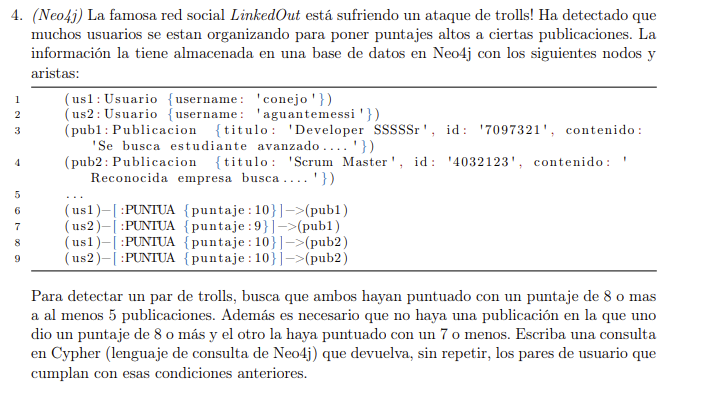 4. (Neo4j) La famosa red social LinkedOut está sufriendo un ataque de trolls! Ha detectado que
muchos usuarios se estan organizando para poner puntajes altos a ciertas publicaciones. La
información la tiene almacenada en una base de datos en Neo4j con los siguientes nodos y
aristas:
1 (us1:Usuario {username: 'conejo'})
2 (us2:Usuario {username: 'aguantemessi'})
3 (pub1:Publicacion {titulo: 'Developer SSSSSr', id: '7097321', contenido:
'Se busca estudiante avanzado....'})
4 (pub2:Publicacion {titulo: 'Scrum Master', id: '4032123', contenido: '
Reconocida empresa busca....'})
5 ...
6 (us1)-[:PUNTUA {puntaje:10}]->(pub1)
7 (us2)-[:PUNTUA {puntaje:9}]->(pub1)
8 (us1)-[:PUNTUA {puntaje:10}]->(pub2)
9 (us2)-[:PUNTUA {puntaje:10}]->(pub2)
Para detectar un par de trolls, busca que ambos hayan puntuado con un puntaje de 8 o mas
a al menos 5 publicaciones. Además es necesario que no haya una publicación en la que uno
dio un puntaje de 8 o más y el otro la haya puntuado con un 7 o menos. Escriba una consulta
en Cypher (lenguaje de consulta de Neo4j) que devuelva, sin repetir, los pares de usuario que
cumplan con esas condiciones anteriores.